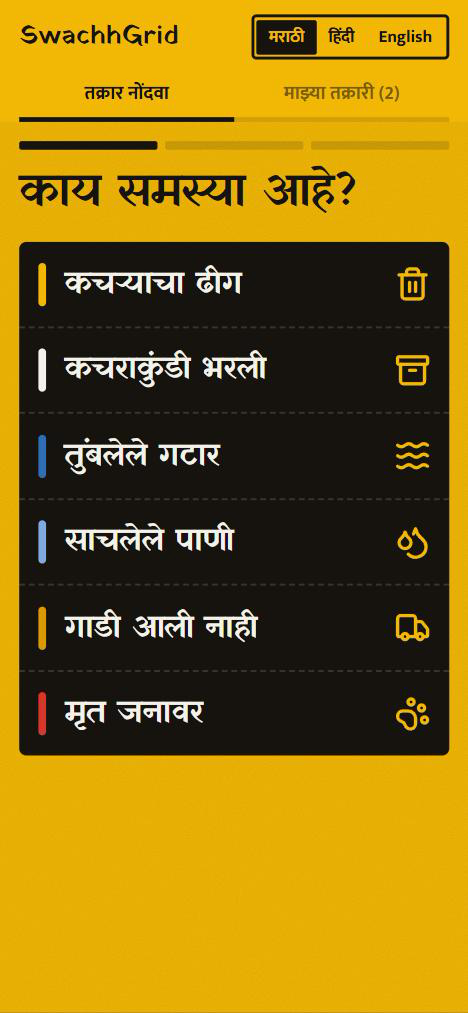 SwachhGrid
मराठी हिंदी English
तक्रार नोंदवा माझ्या तक्रारी (2)
काय समस्या आहे?
कचऱ्याचा ढीग
कचराकुंडी भरली
तुंबलेले गटार
साचलेले पाणी
गाडी आली नाही
मृत जनावर